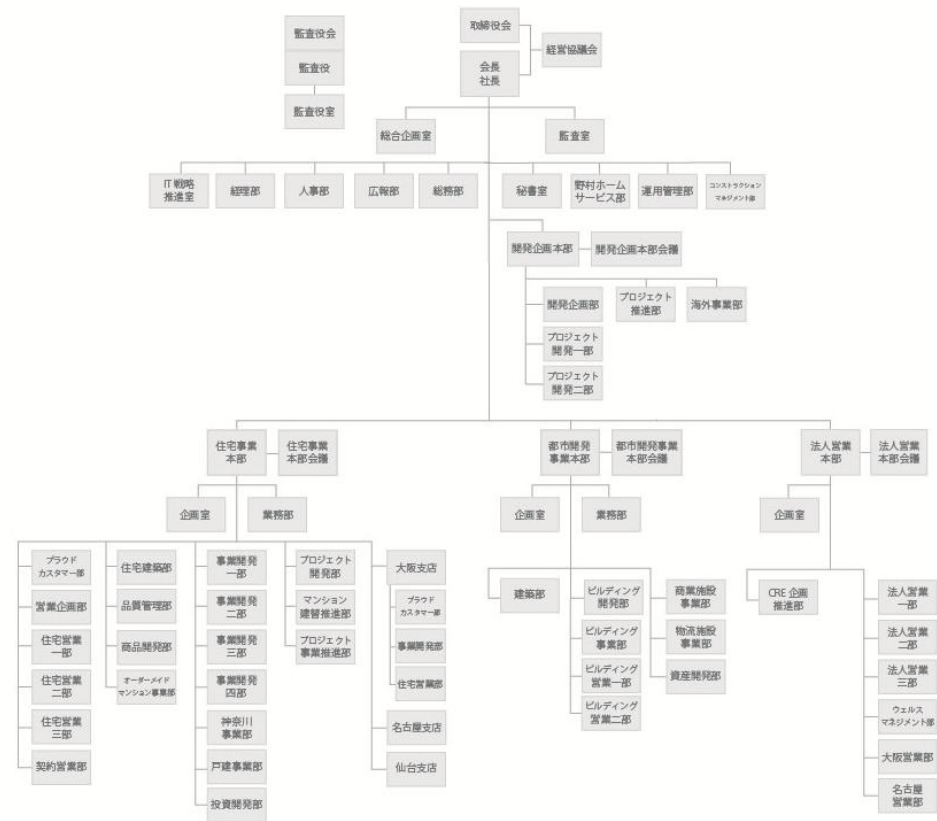 取締役会
監査役会
経営協議会
監査役
会長
社長
監査役室
総合企画室
監査室
IT戦略
推進室
経理部
人事部
広報部
総務部
秘書室
野村ホーム
サービス部
運用管理部
コンストラクション
マネジメント部
開発企画本部
開発企画本部会議
開発企画部
プロジェクト
推進部
海外事業部
プロジェクト
開発一部
プロジェクト
開発二部
住宅事業
本部
住宅事業
本部会議
都市開発
事業本部
都市開発事業
本部会議
法人営業
本部
法人営業
本部会議
企画室
業務部
企画室
業務部
企画室
プラウド
カスタマー部
営業企画部
住宅営業
一部
住宅営業
二部
住宅営業
三部
契約営業部
住宅建築部
品質管理部
商品開発部
オーダーメイド
マンション事業部
事業開発
一部
事業開発
二部
事業開発
三部
事業開発
四部
神奈川
事業部
戸建事業部
投資開発部
プロジェクト
開発部
マンション
建替推進部
プロジェクト
事業推進部
大阪支店
プラウド
カスタマー部
事業開発部
住宅営業部
名古屋支店
仙台支店
建築部
ビルディング
開発部
ビルディング
事業部
ビルディング
営業一部
ビルディング
営業二部
商業施設
事業部
物流施設
事業部
資産開発部
CRE 企画
推進部
法人営業
一部
法人営業
二部
法人営業
三部
ウェルス
マネジメント部
大阪営業部
名古屋
営業部